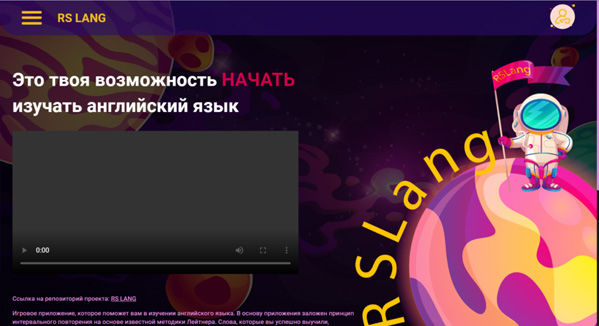 RS LANG
RSLang
Это твоя возможность НАЧАТЬ
изучать английский язык
RSLang
0:00
Ссылка на репозиторий проекта: RS LANG
Игровое приложение, которое поможет вам в изучении английского языка. В основу приложения заложен принцип
интервального повторения на основе известной методики Лейтнера. Слова, которые вы успешно выучили,